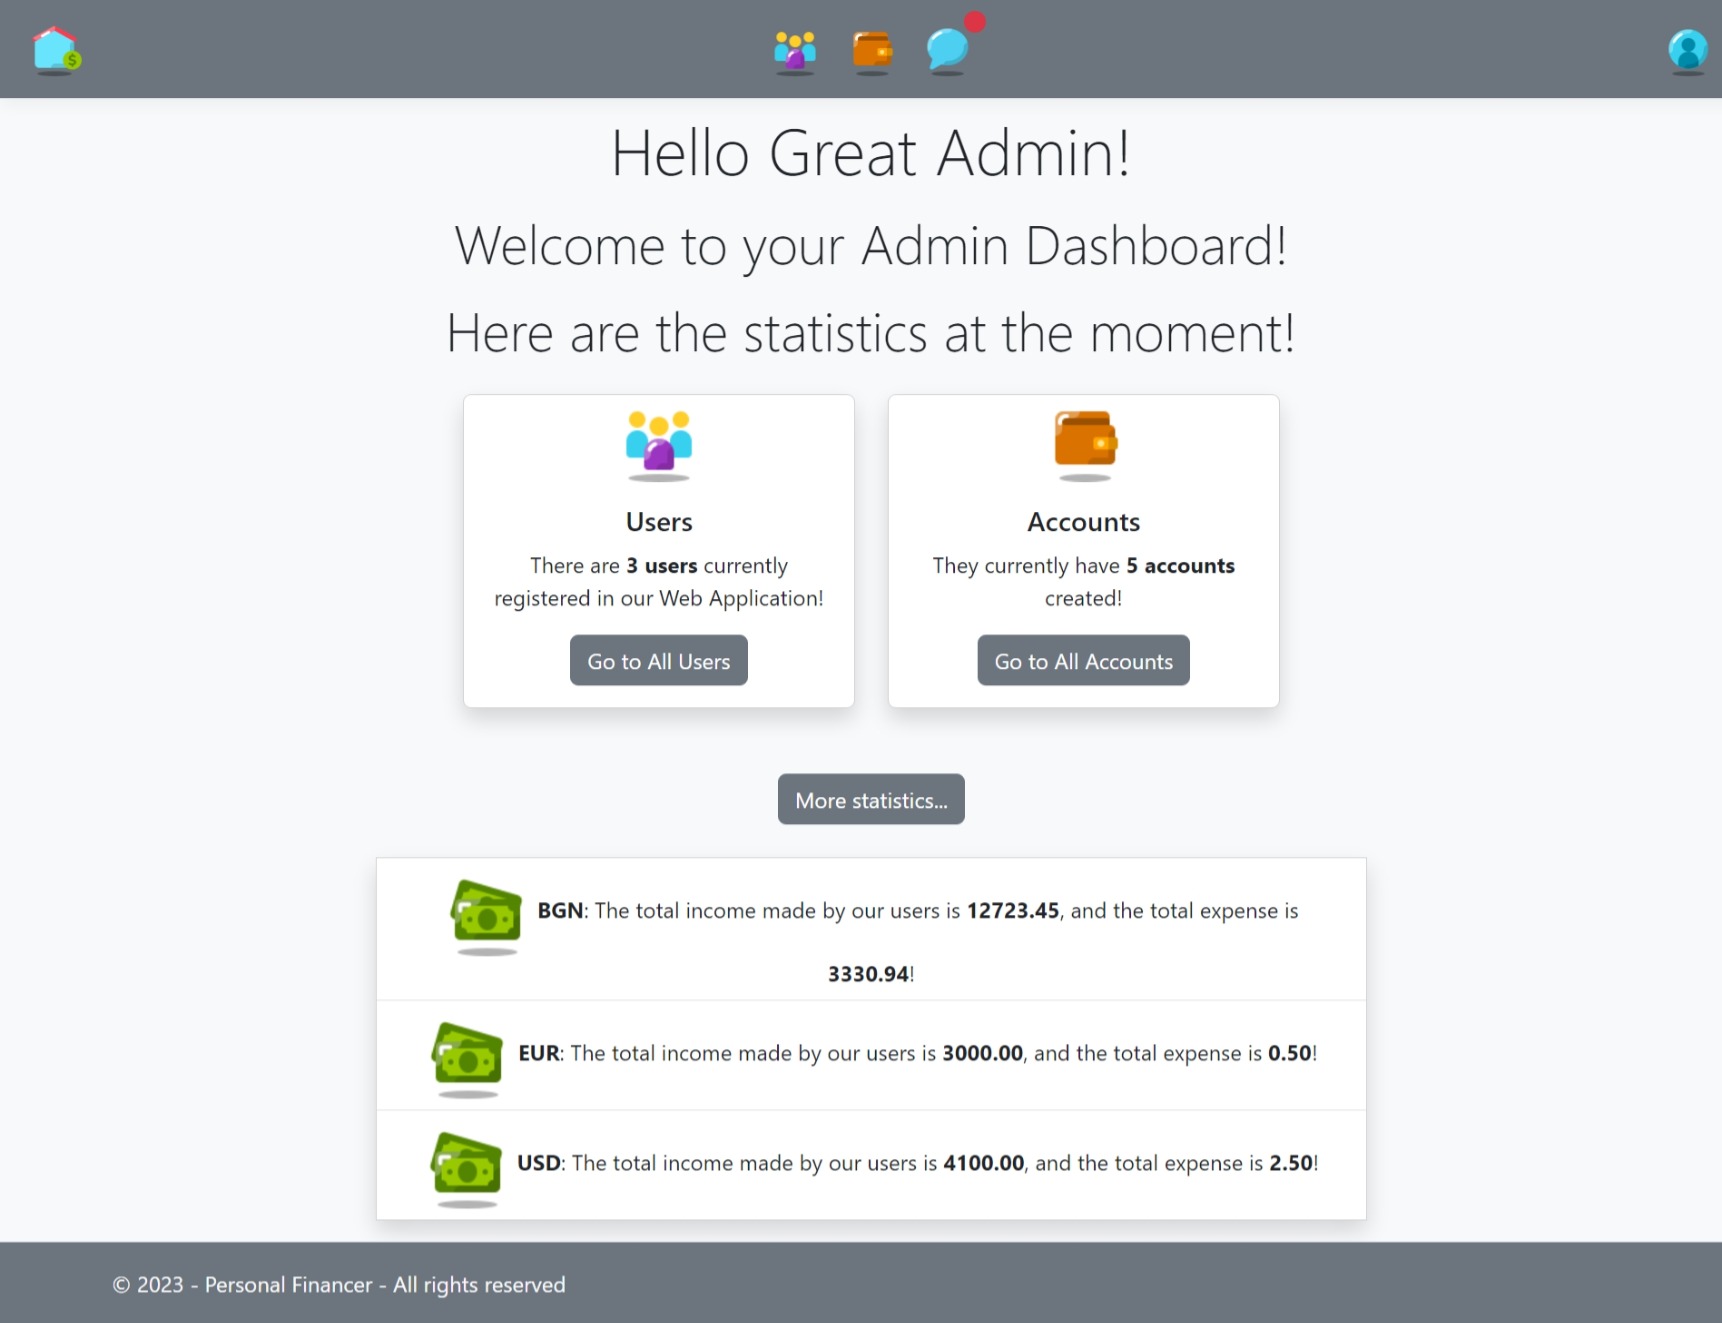 Hello Great Admin!
Welcome to your Admin Dashboard!
Here are the statistics at the moment!
Users
There are 3 users currently
registered in our Web Application!
Go to All Users
Accounts
They currently have 5 accounts
created!
Go to All Accounts
More statistics...
BGN: The total income made by our users is 12723.45, and the total expense is
3330.94!
EUR: The total income made by our users is 3000.00, and the total expense is 0.50!
USD: The total income made by our users is 4100.00, and the total expense is 2.50!
© 2023 - Personal Financer - All rights reserved